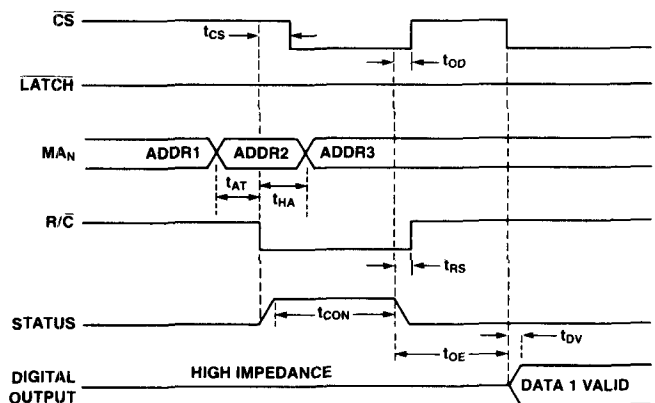 CS
tCS
tOD
LATCH
MAN ADDR1 ADDR2 ADDR3
tAT
tHA
R/C
tRS
STATUS
tCON
tOE
tDV
DIGITAL OUTPUT
HIGH IMPEDANCE
DATA 1 VALID